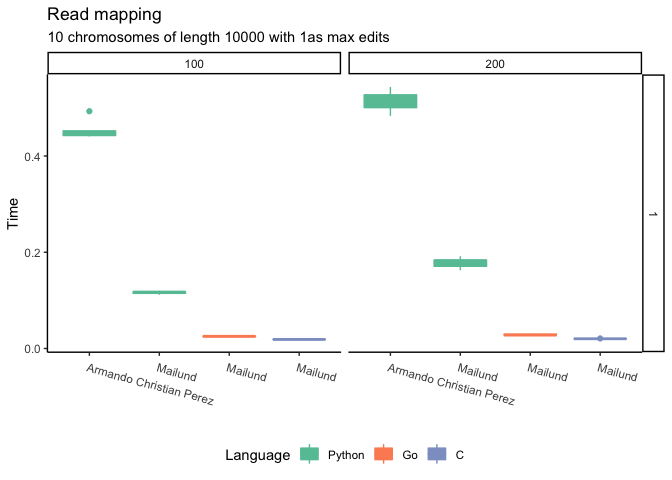 Read mapping
10 chromosomes of length 10000 with 1as max edits
100
200
1
Time
0.4
0.2
0.0
Armando Christian Perez
Mailund
Mailund
Mailund
Armando Christian Perez
Mailund
Mailund
Mailund
Language Python Go C